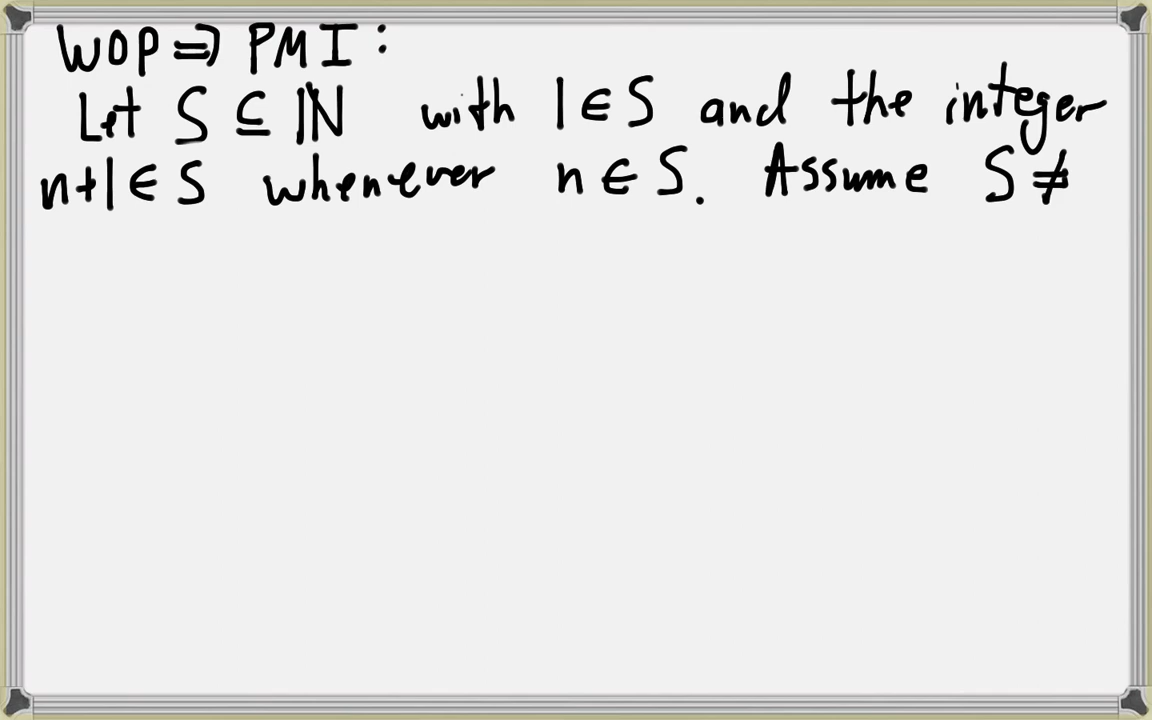 WOP ⇒ PMI:
Let S ⊆ ℕ with 1 ∈ S and the integer
n+1 ∈ S whenever n ∈ S. Assume S ≠